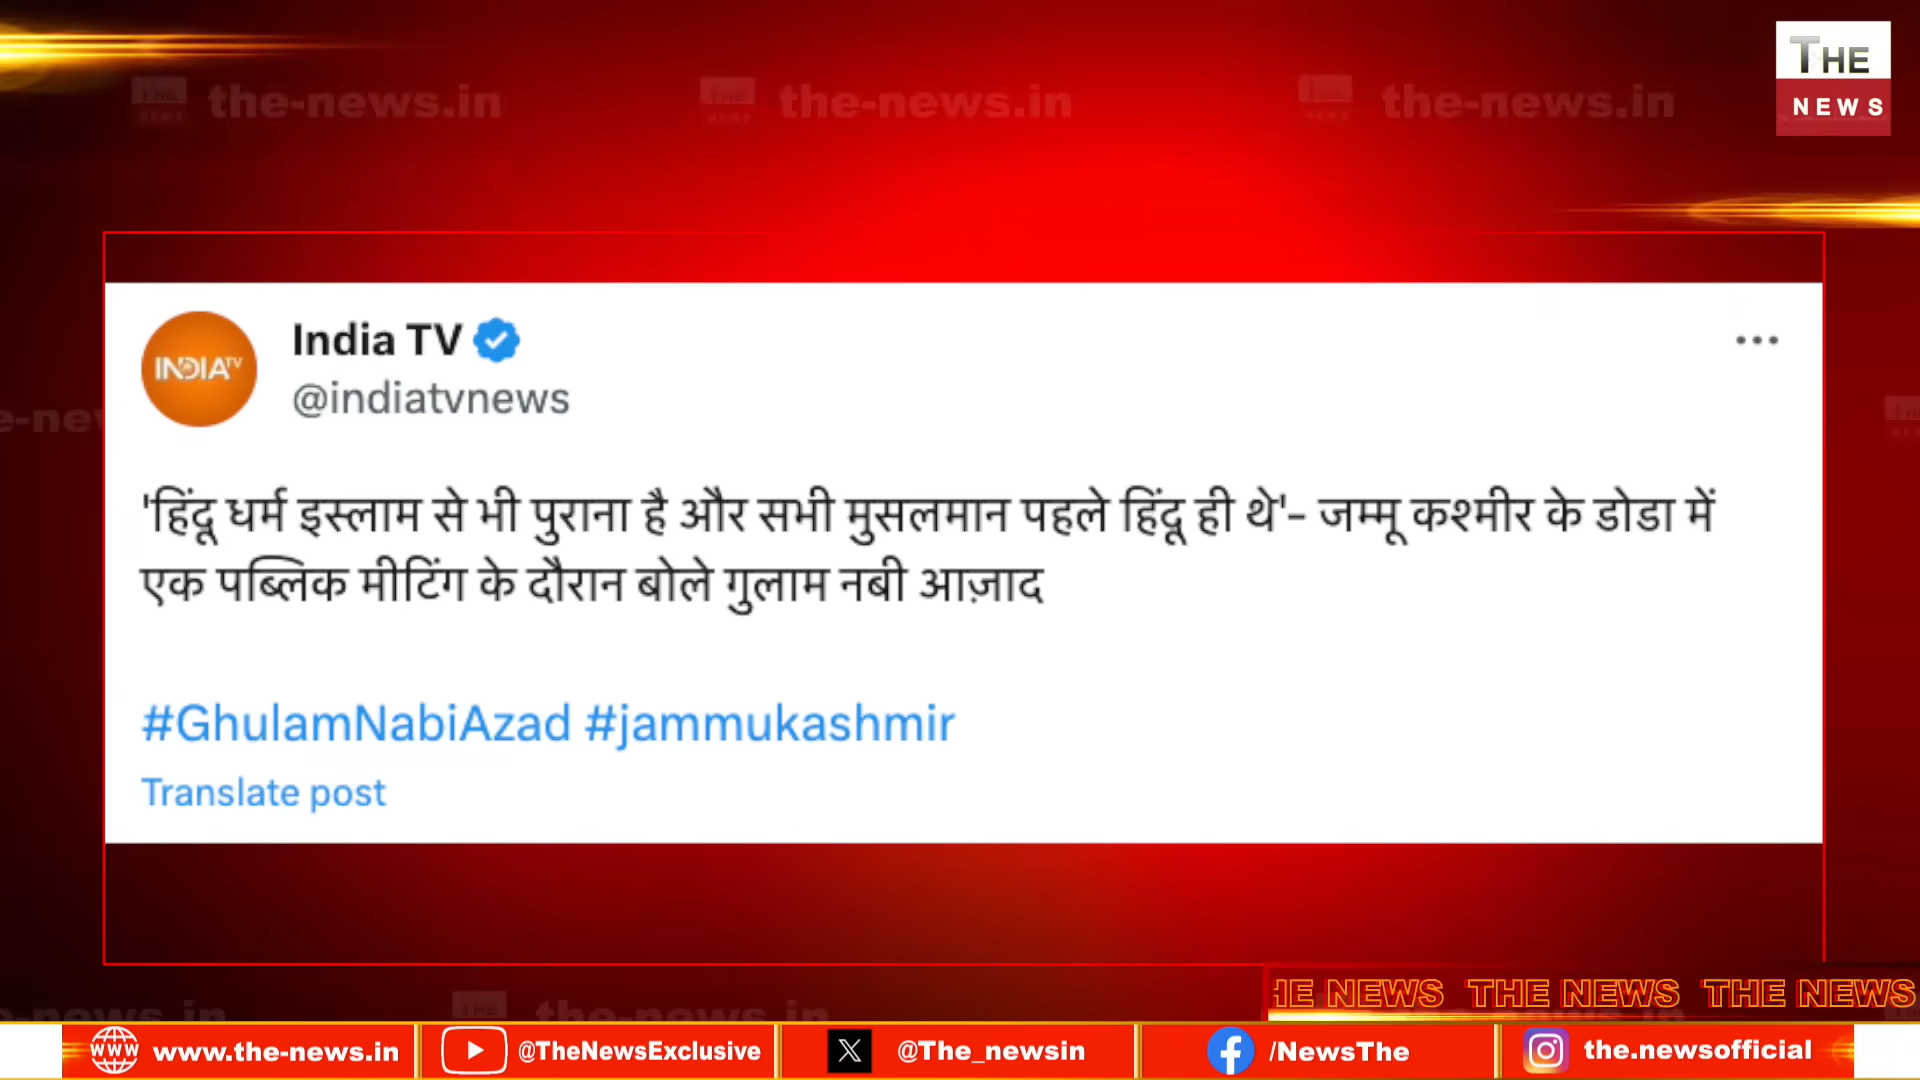 THE
NEWS
the-news.in the-news.in the-news.in
India TV
@indiatvnews
INDIA TV
'हिंदू धर्म इस्लाम से भी पुराना है और सभी मुसलमान पहले हिंदू ही थे'- जम्मू कश्मीर के डोडा में
एक पब्लिक मीटिंग के दौरान बोले गुलाम नबी आज़ाद
#GhulamNabiAzad #jammukashmir
Translate post
THE NEWS THE NEWS
www.the-news.in @TheNewsExclusive @The_newsin /NewsThe the.newsofficial